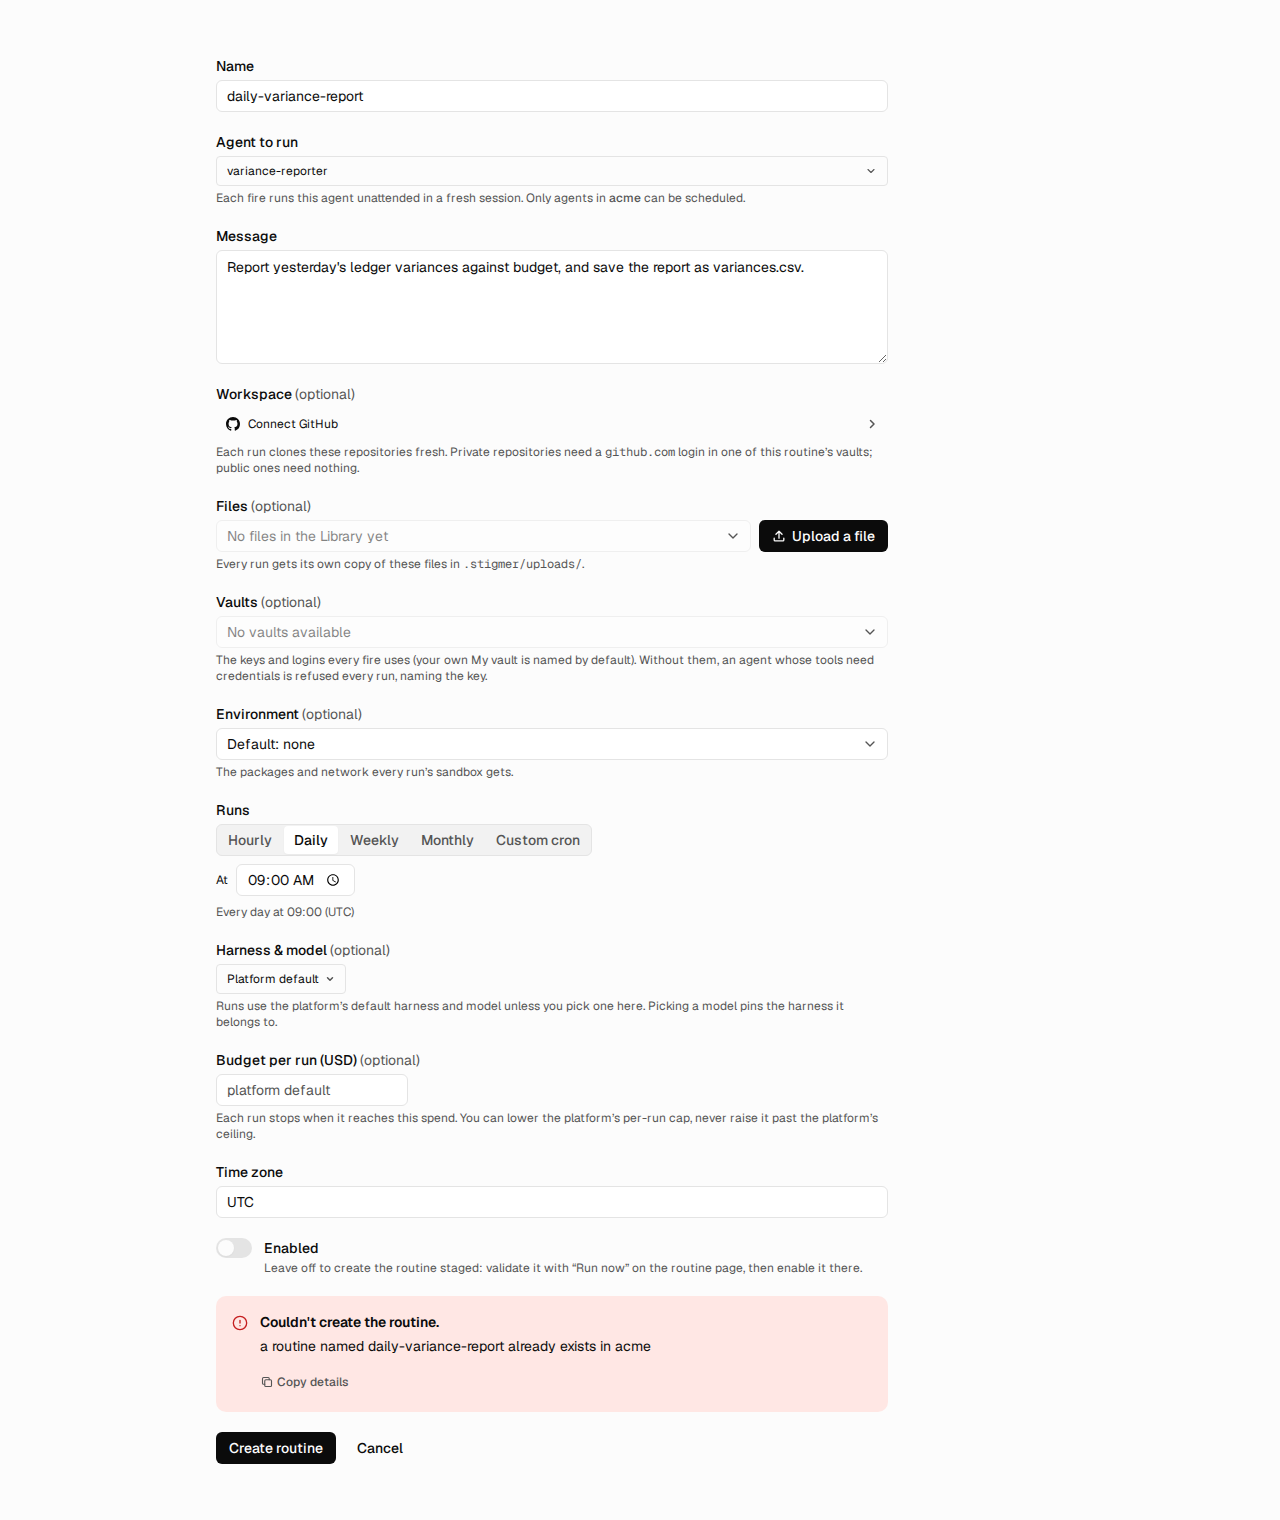 Name
daily-variance-report
Agent to run
variance-reporter
Each fire runs this agent unattended in a fresh session. Only agents in acme can be scheduled.
Message
Report yesterday's ledger variances against budget, and save the report as variances.csv.
Workspace (optional)
Connect GitHub
Each run clones these repositories fresh. Private repositories need a github.com login in one of this routine's vaults;
public ones need nothing.
Files (optional)
No files in the Library yet
Upload a file
Every run gets its own copy of these files in .stigmer/uploads/.
Vaults (optional)
No vaults available
The keys and logins every fire uses (your own My vault is named by default). Without them, an agent whose tools need
credentials is refused every run, naming the key.
Environment (optional)
Default: none
The packages and network every run's sandbox gets.
Runs
Hourly Daily Weekly Monthly Custom cron
At 09:00 AM
Every day at 09:00 (UTC)
Harness & model (optional)
Platform default
Runs use the platform's default harness and model unless you pick one here. Picking a model pins the harness it
belongs to.
Budget per run (USD) (optional)
platform default
Each run stops when it reaches this spend. You can lower the platform's per-run cap, never raise it past the platform's
ceiling.
Time zone
UTC
Enabled
Leave off to create the routine staged: validate it with “Run now” on the routine page, then enable it there.
Couldn't create the routine.
a routine named daily-variance-report already exists in acme
Copy details
Create routine Cancel